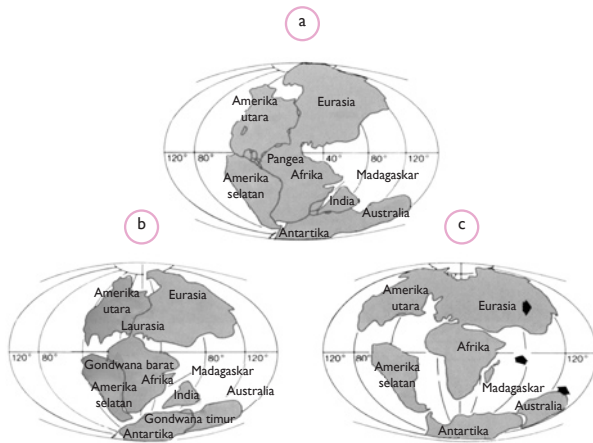 a
Amerika
utara
Eurasia
120° 80° 40° 80° 120°
Pangea
Afrika
Madagaskar
Amerika
selatan
India
Australia
Antartika
b
Amerika
utara
Eurasia
Laurasia
120° 80° 80° 120°
Gondwana barat
Afrika
Madagaskar
Amerika
selatan
India
Australia
Gondwana timur
Antartika
c
Amerika
utara
Eurasia
Afrika
120° 120°
Amerika
selatan
Madagaskar
Australia
Antartika